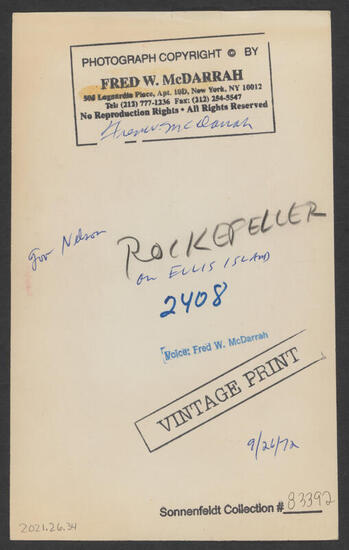 PHOTOGRAPH COPYRIGHT © BY
FRED W. McDARRAH
505 Laguardia Place, Apt. 10D, New York, NY 10012
Tel: (212) 777-1236 Fax: (212) 254-5547
No Reproduction Rights • All Rights Reserved
Fred W. McDarrah
Gov Nelson
ROCKEFELLER
on ELLIS ISLAND
2408
Voice: Fred W. McDarrah
VINTAGE PRINT
9/26/72
Sonnenfeldt Collection # 83392
2021.26.34